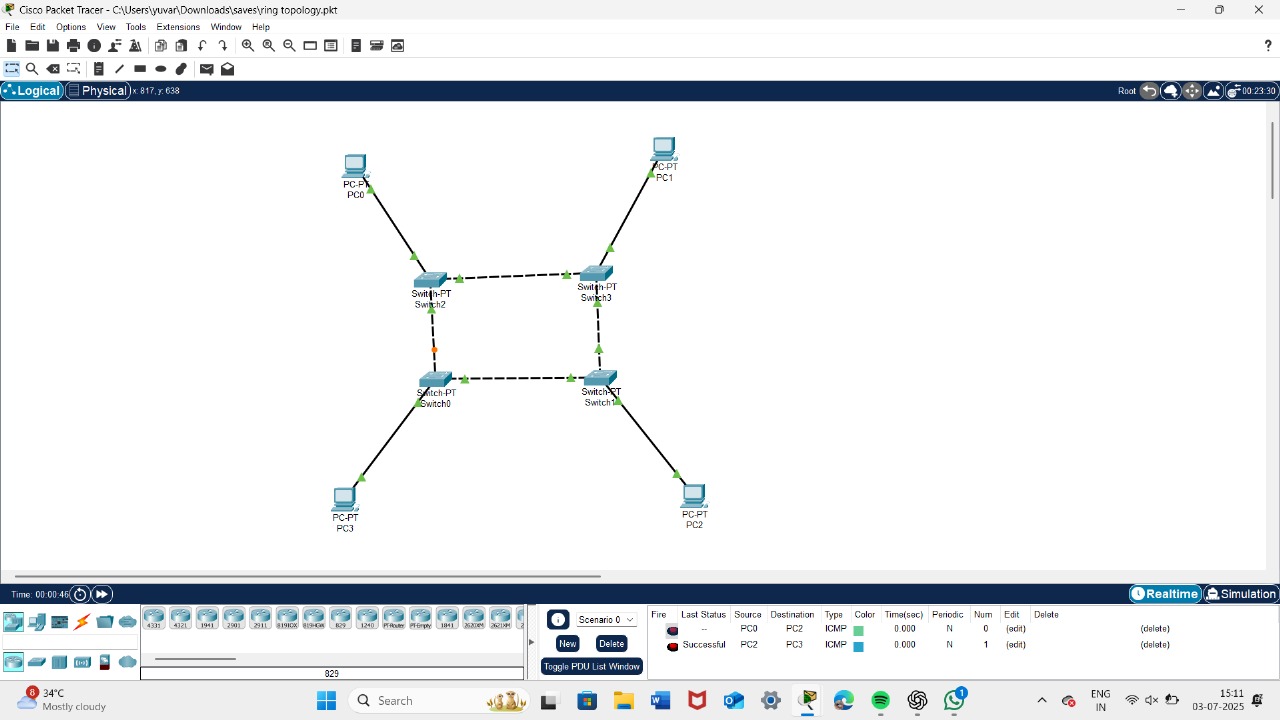 Cisco Packet Tracer - C:\Users\yuvar\Downloads\saves\ring topology.pkt
File Edit Options View Tools Extensions Window Help
?
Logical Physical x: 817, y: 638 Root 00:23:30
PC-PT
PC0
PC-PT
PC1
Switch-PT
Switch2
Switch-PT
Switch3
Switch-PT
Switch0
Switch-PT
Switch1
PC-PT
PC3
PC-PT
PC2
Time: 00:00:46 Realtime Simulation
4331 4321 1941 2901 2911 819IOX 819HGW 829 1240 PT-Router PT-Empty 1841 2620XM 2621XM
829
Scenario 0
New Delete
Toggle PDU List Window
Fire Last Status Source Destination Type Color Time(sec) Periodic Num Edit Delete
-- PC0 PC2 ICMP 0.000 N 0 (edit) (delete)
Successful PC2 PC3 ICMP 0.000 N 1 (edit) (delete)
8
34°C
Mostly cloudy
Search
1
ENG
IN
15:11
03-07-2025